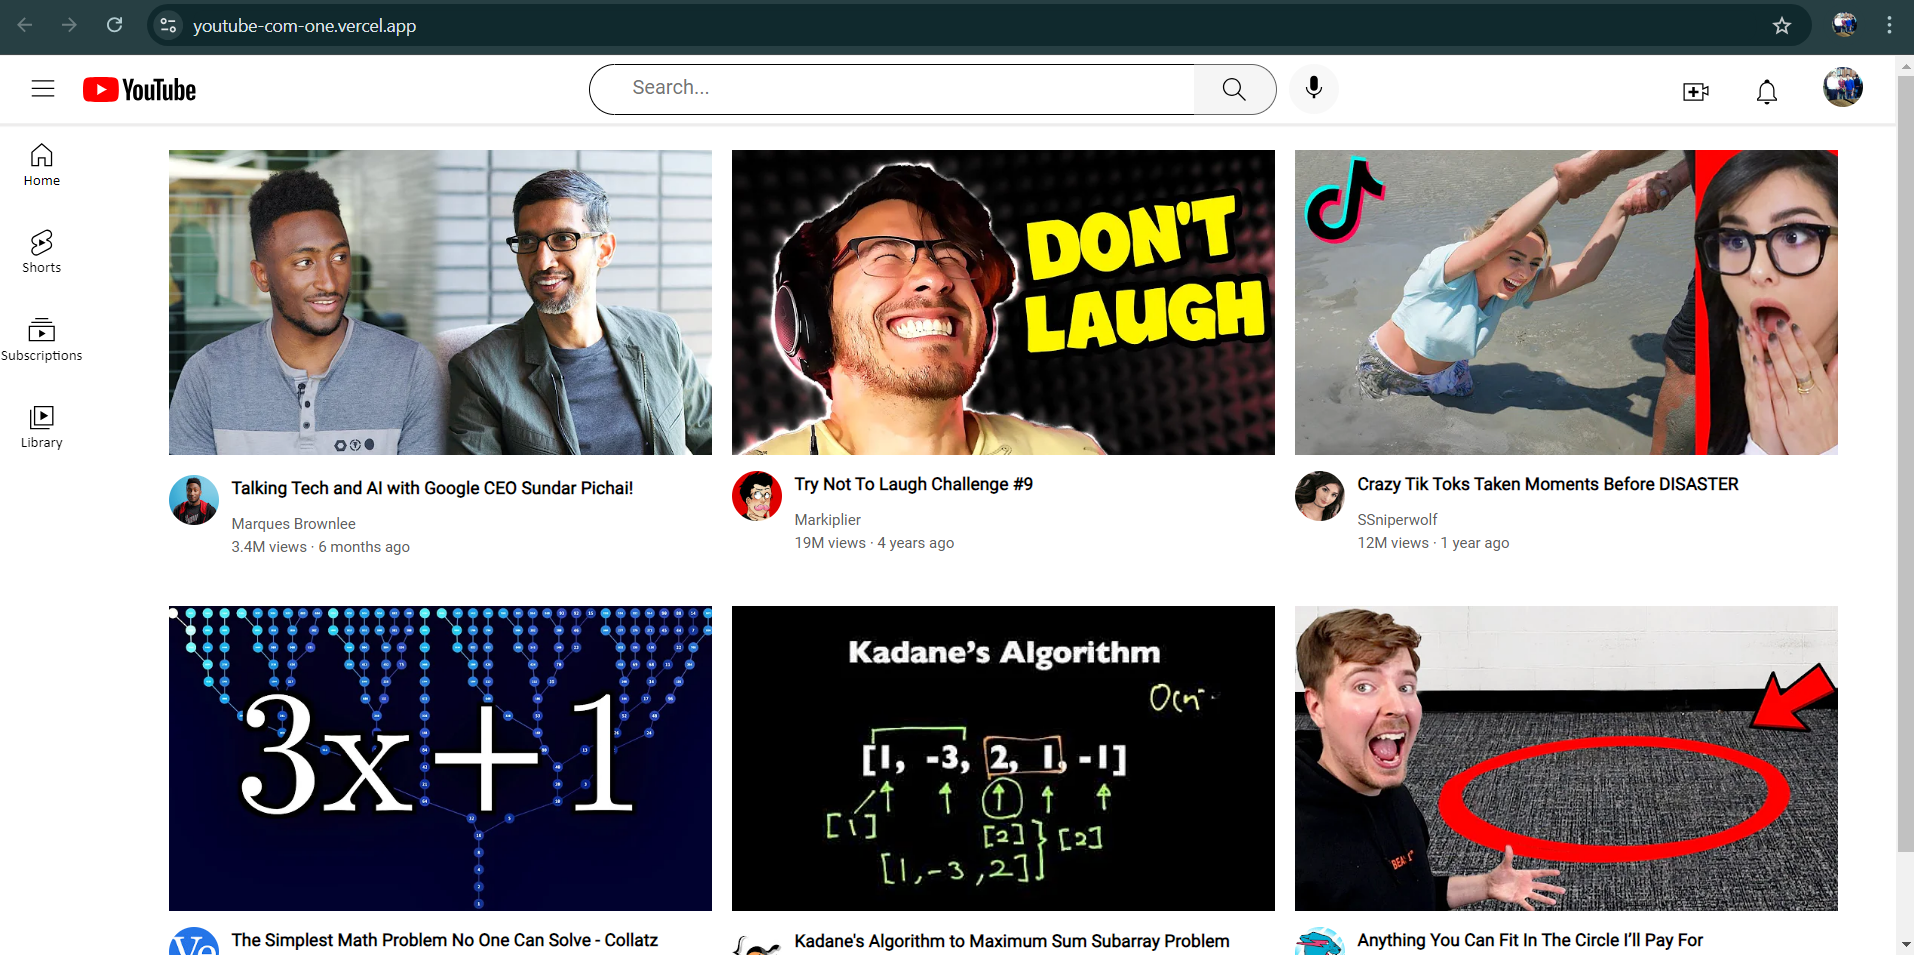 youtube-com-one.vercel.app
YouTube
Search...
Home
Shorts
Subscriptions
Library
DON'T
LAUGH
Talking Tech and AI with Google CEO Sundar Pichai!
Marques Brownlee
3.4M views · 6 months ago
Try Not To Laugh Challenge #9
Markiplier
19M views · 4 years ago
Crazy Tik Toks Taken Moments Before DISASTER
SSniperwolf
12M views · 1 year ago
3x+1
Kadane's Algorithm
[1, -3, 2, 1, -1]
[1]
[2]
[2]
[1,-3,2]
Ve
The Simplest Math Problem No One Can Solve - Collatz
Kadane's Algorithm to Maximum Sum Subarray Problem
Anything You Can Fit In The Circle I'll Pay For